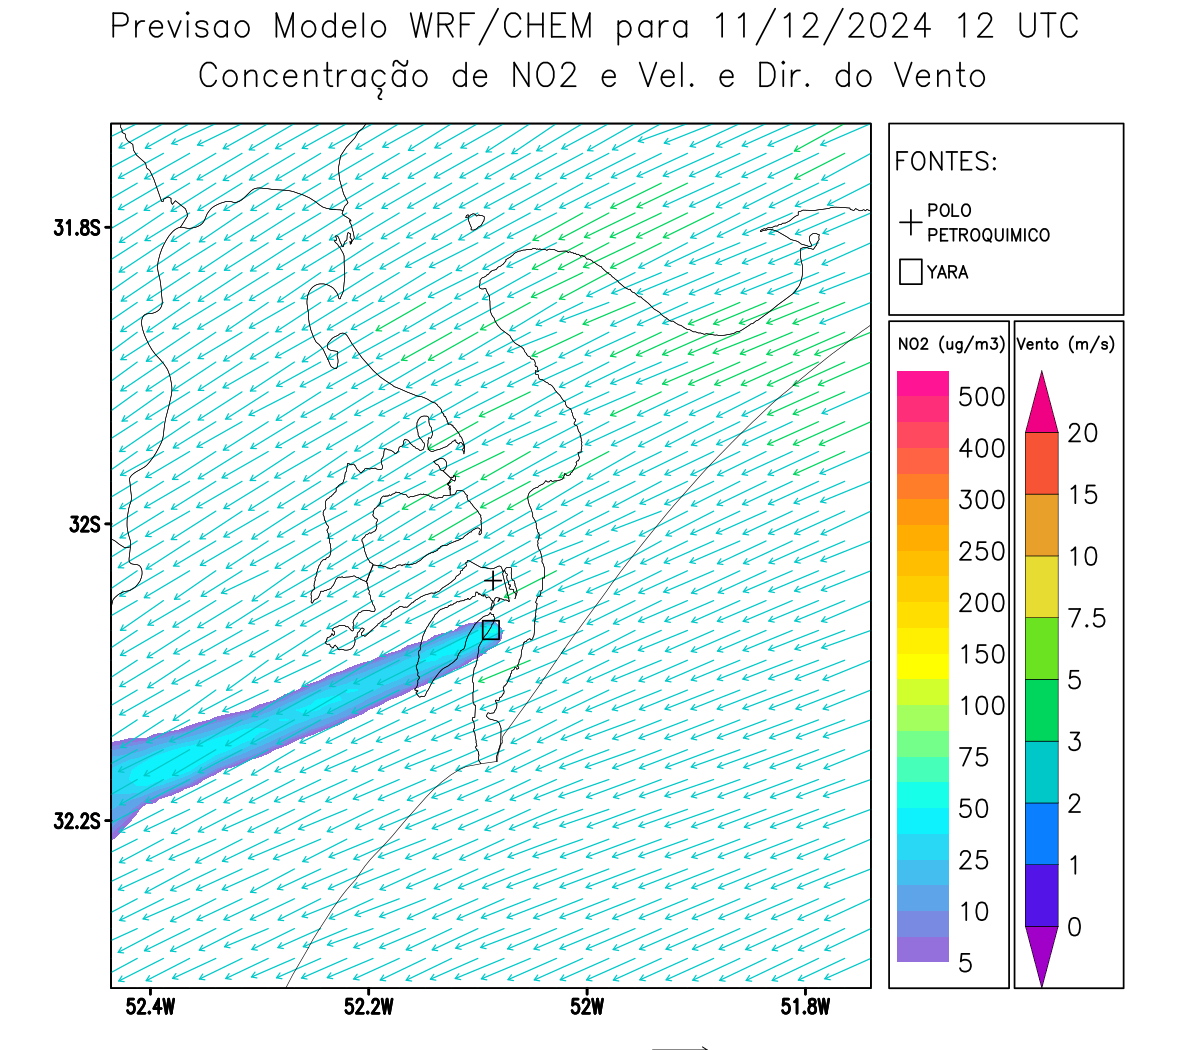 Previsao Modelo WRF/CHEM para 11/12/2024 12 UTC
Concentração de NO2 e Vel. e Dir. do Vento
FONTES:
POLO
PETROQUIMICO
YARA
NO2 (ug/m3)
500
400
300
250
200
150
100
75
50
25
10
5
Vento (m/s)
20
15
10
7.5
5
3
2
1
0
31.8S
32S
32.2S
52.4W
52.2W
52W
51.8W